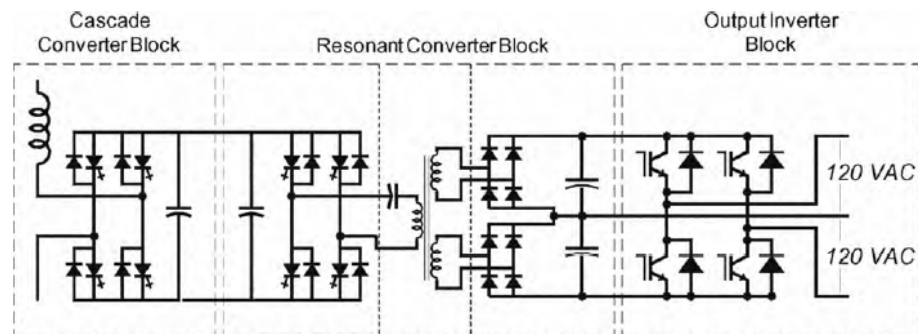 Cascade
Converter Block
Resonant Converter Block
Output Inverter
Block
120 VAC
120 VAC